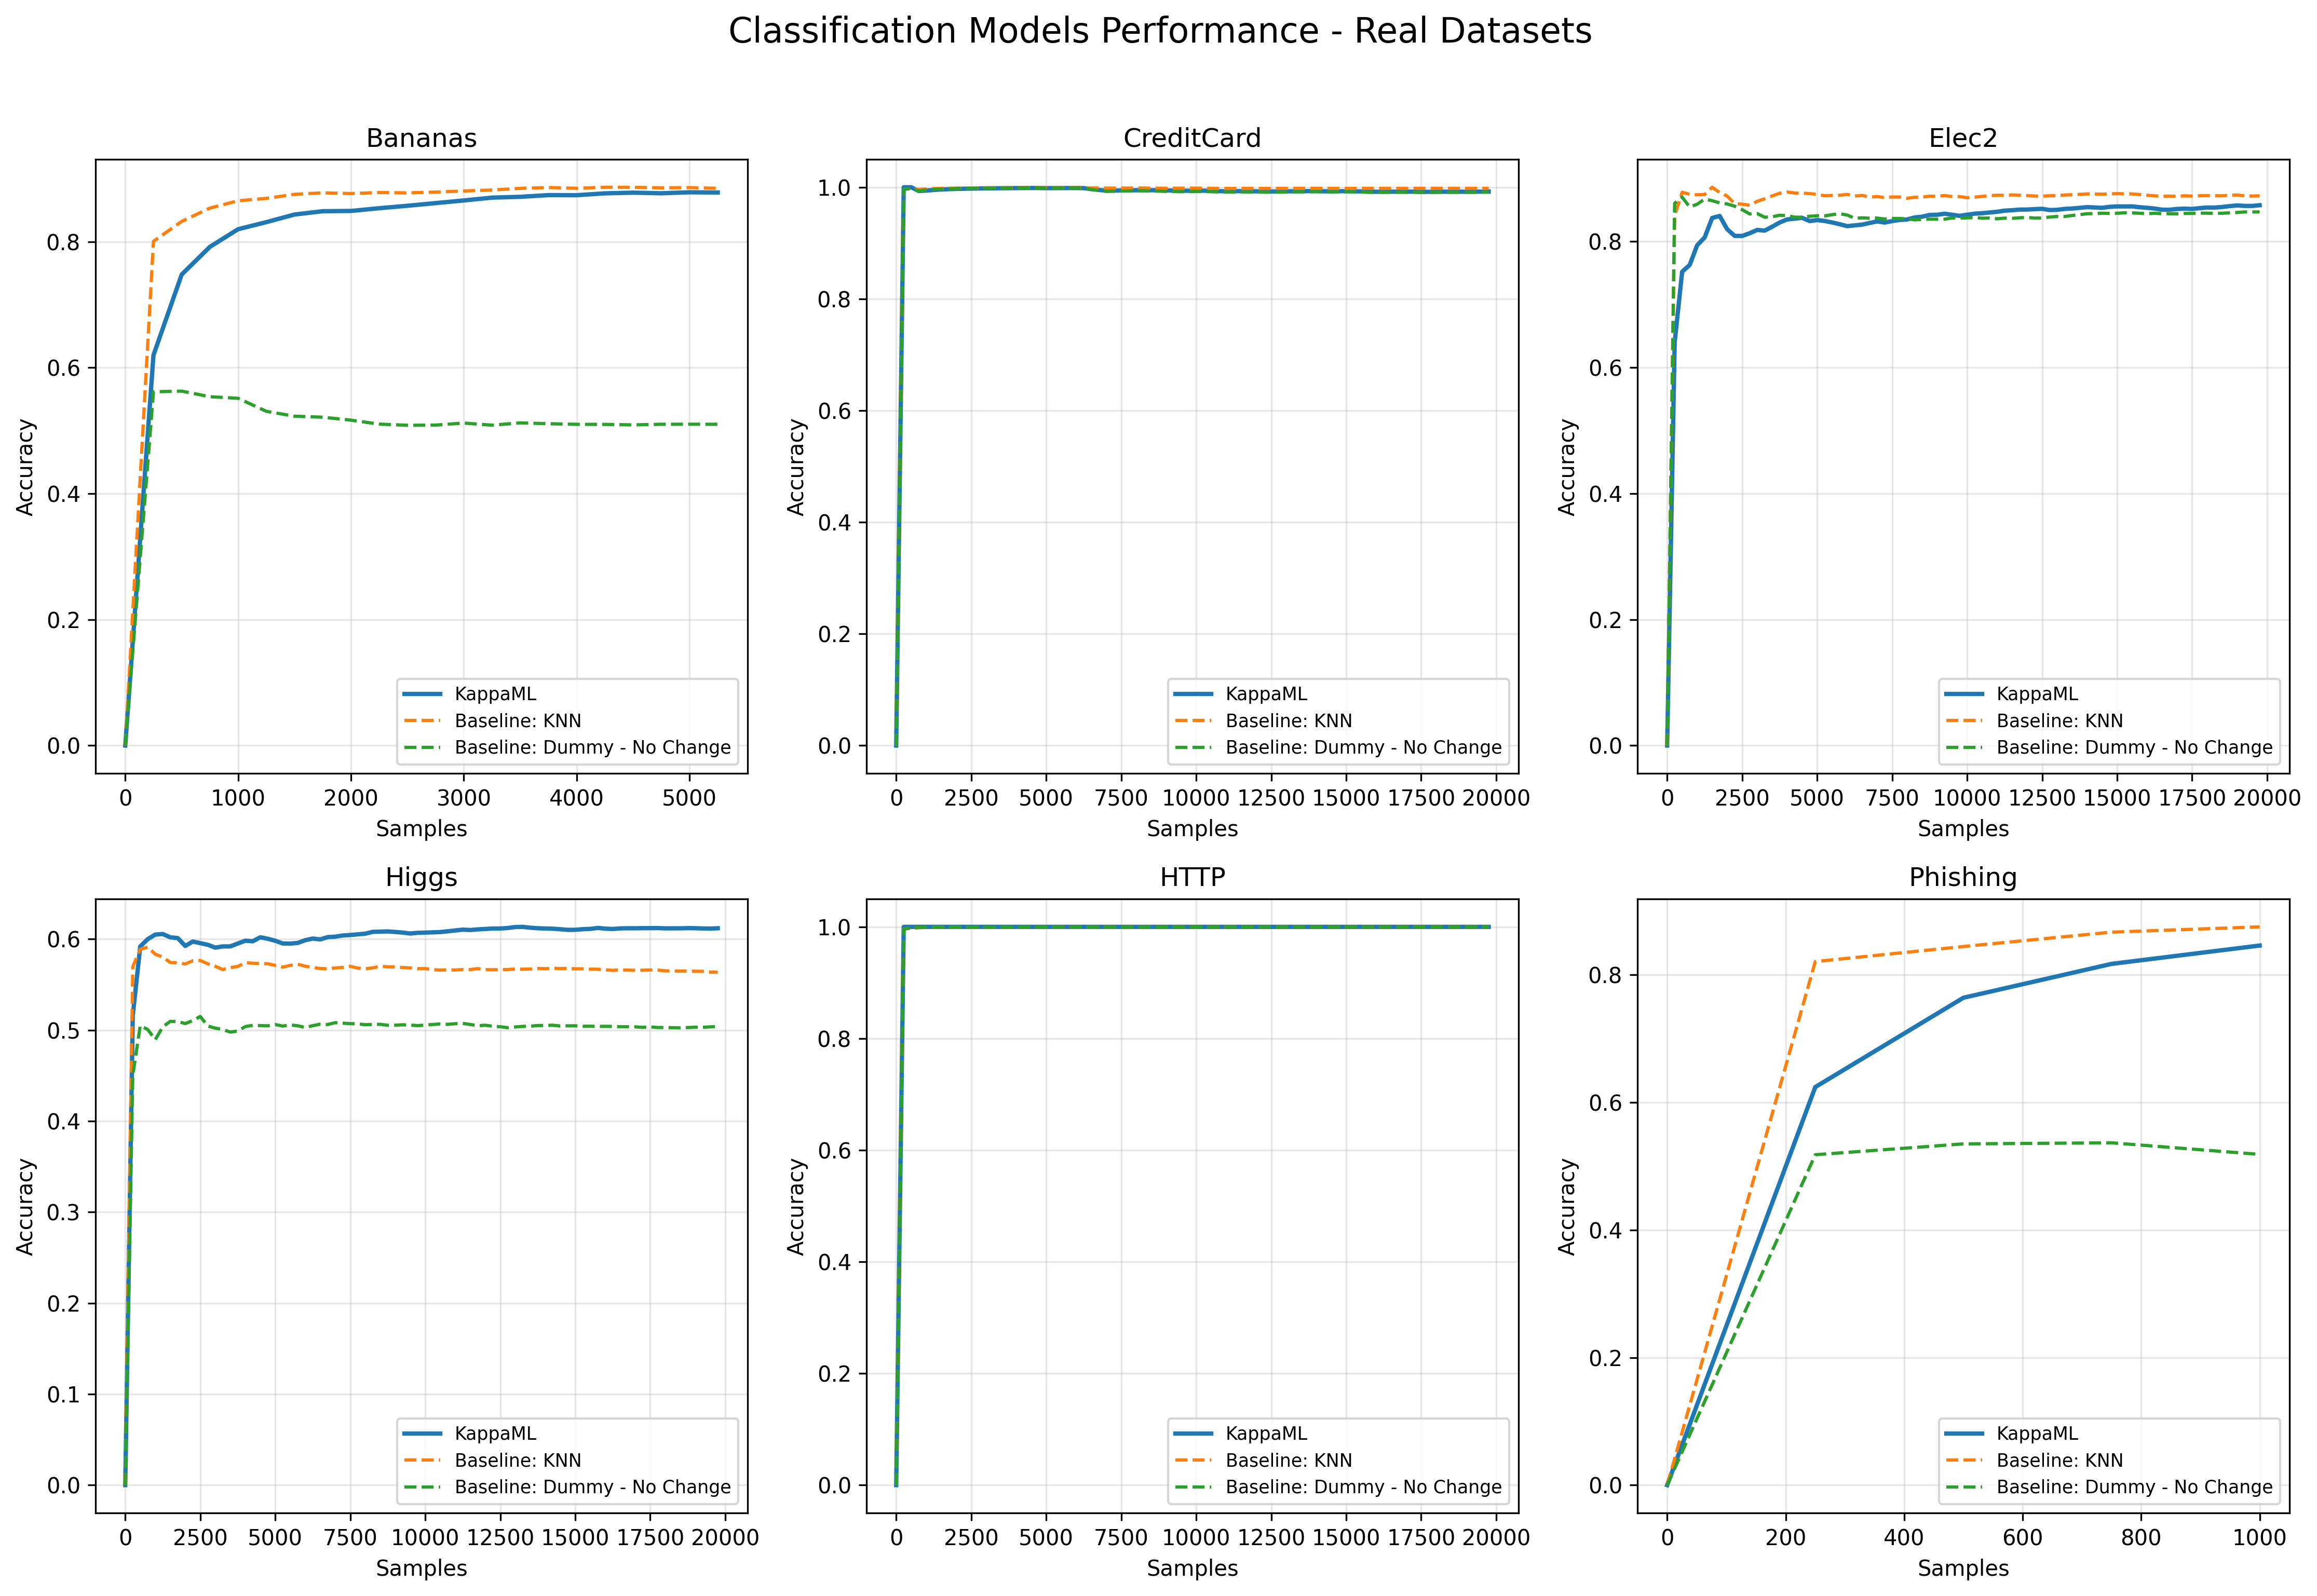 Classification Models Performance - Real Datasets
Bananas
Accuracy
0.8
0.6
0.4
0.2
0.0
KappaML
Baseline: KNN
Baseline: Dummy - No Change
0 1000 2000 3000 4000 5000
Samples
CreditCard
Accuracy
1.0
0.8
0.6
0.4
0.2
0.0
KappaML
Baseline: KNN
Baseline: Dummy - No Change
0 2500 5000 7500 10000 12500 15000 17500 20000
Samples
Elec2
Accuracy
0.8
0.6
0.4
0.2
0.0
KappaML
Baseline: KNN
Baseline: Dummy - No Change
0 2500 5000 7500 10000 12500 15000 17500 20000
Samples
Higgs
Accuracy
0.6
0.5
0.4
0.3
0.2
0.1
0.0
KappaML
Baseline: KNN
Baseline: Dummy - No Change
0 2500 5000 7500 10000 12500 15000 17500 20000
Samples
HTTP
Accuracy
1.0
0.8
0.6
0.4
0.2
0.0
KappaML
Baseline: KNN
Baseline: Dummy - No Change
0 2500 5000 7500 10000 12500 15000 17500 20000
Samples
Phishing
Accuracy
0.8
0.6
0.4
0.2
0.0
KappaML
Baseline: KNN
Baseline: Dummy - No Change
0 200 400 600 800 1000
Samples